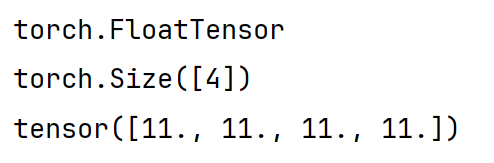 torch.FloatTensor
torch.Size([4])
tensor([11., 11., 11., 11.])